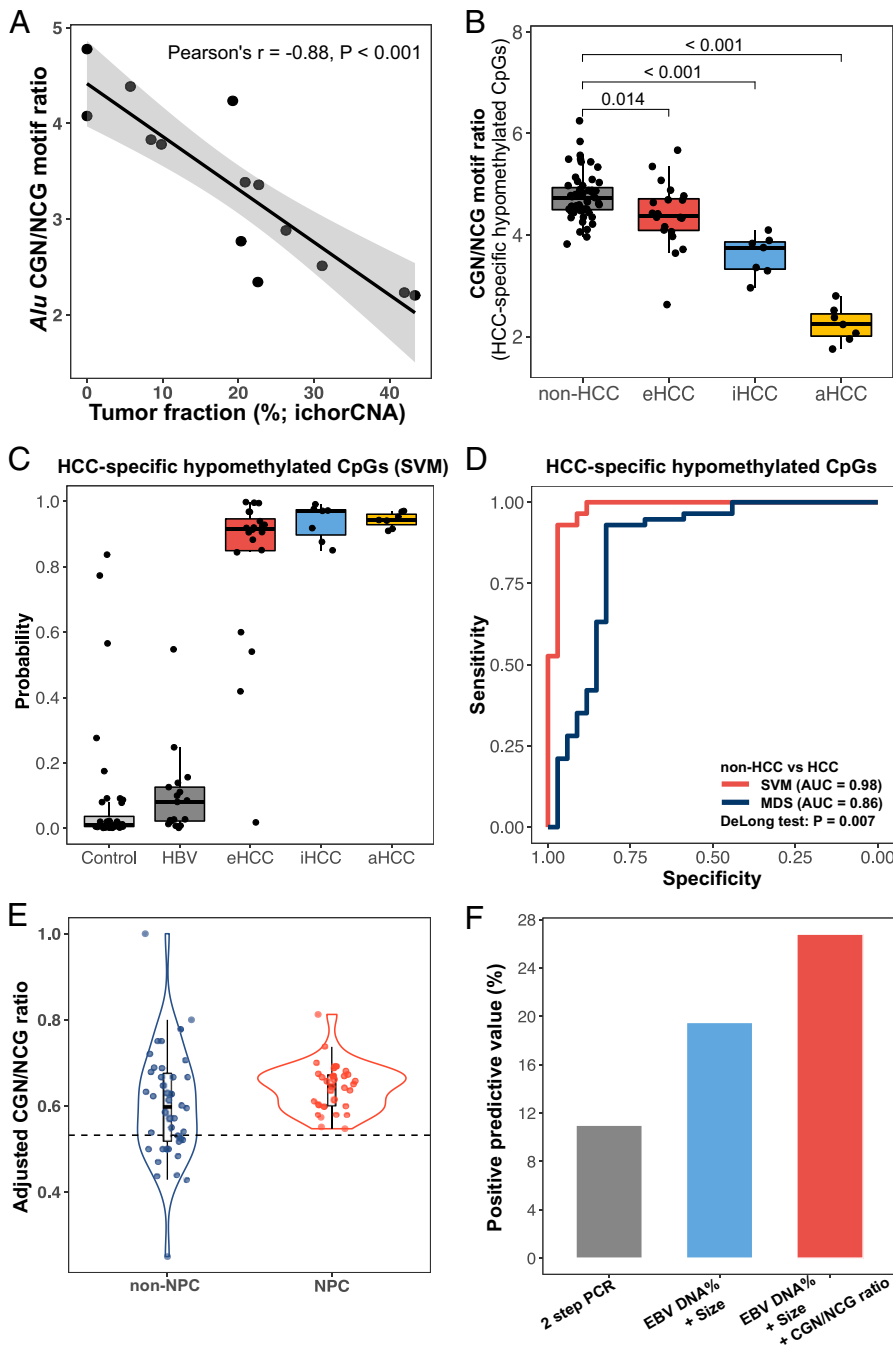 A
Pearson's r = -0.88, P < 0.001
5
4
3
2
Alu CGN/NCG motif ratio
0 10 20 30 40
Tumor fraction (%; ichorCNA)
B
< 0.001
< 0.001
0.014
8
6
4
2
CGN/NCG motif ratio
(HCC-specific hypomethylated CpGs)
non-HCC eHCC iHCC aHCC
C
HCC-specific hypomethylated CpGs (SVM)
1.0
0.9
0.6
0.3
0.2
0.1
0.0
Probability
Control HBV eHCC iHCC aHCC
D
HCC-specific hypomethylated CpGs
1.00
0.75
0.50
0.25
0.00
Sensitivity
non-HCC vs HCC
SVM (AUC = 0.98)
MDS (AUC = 0.86)
DeLong test: P = 0.007
1.00 0.75 0.50 0.25 0.00
Specificity
E
1.0
0.8
0.6
0.4
Adjusted CGN/NCG ratio
non-NPC NPC
F
28
24
20
16
12
8
4
0
Positive predictive value (%)
2 step PCR
EBV DNA%
+ Size
EBV DNA%
+ Size
+ CGN/NCG ratio